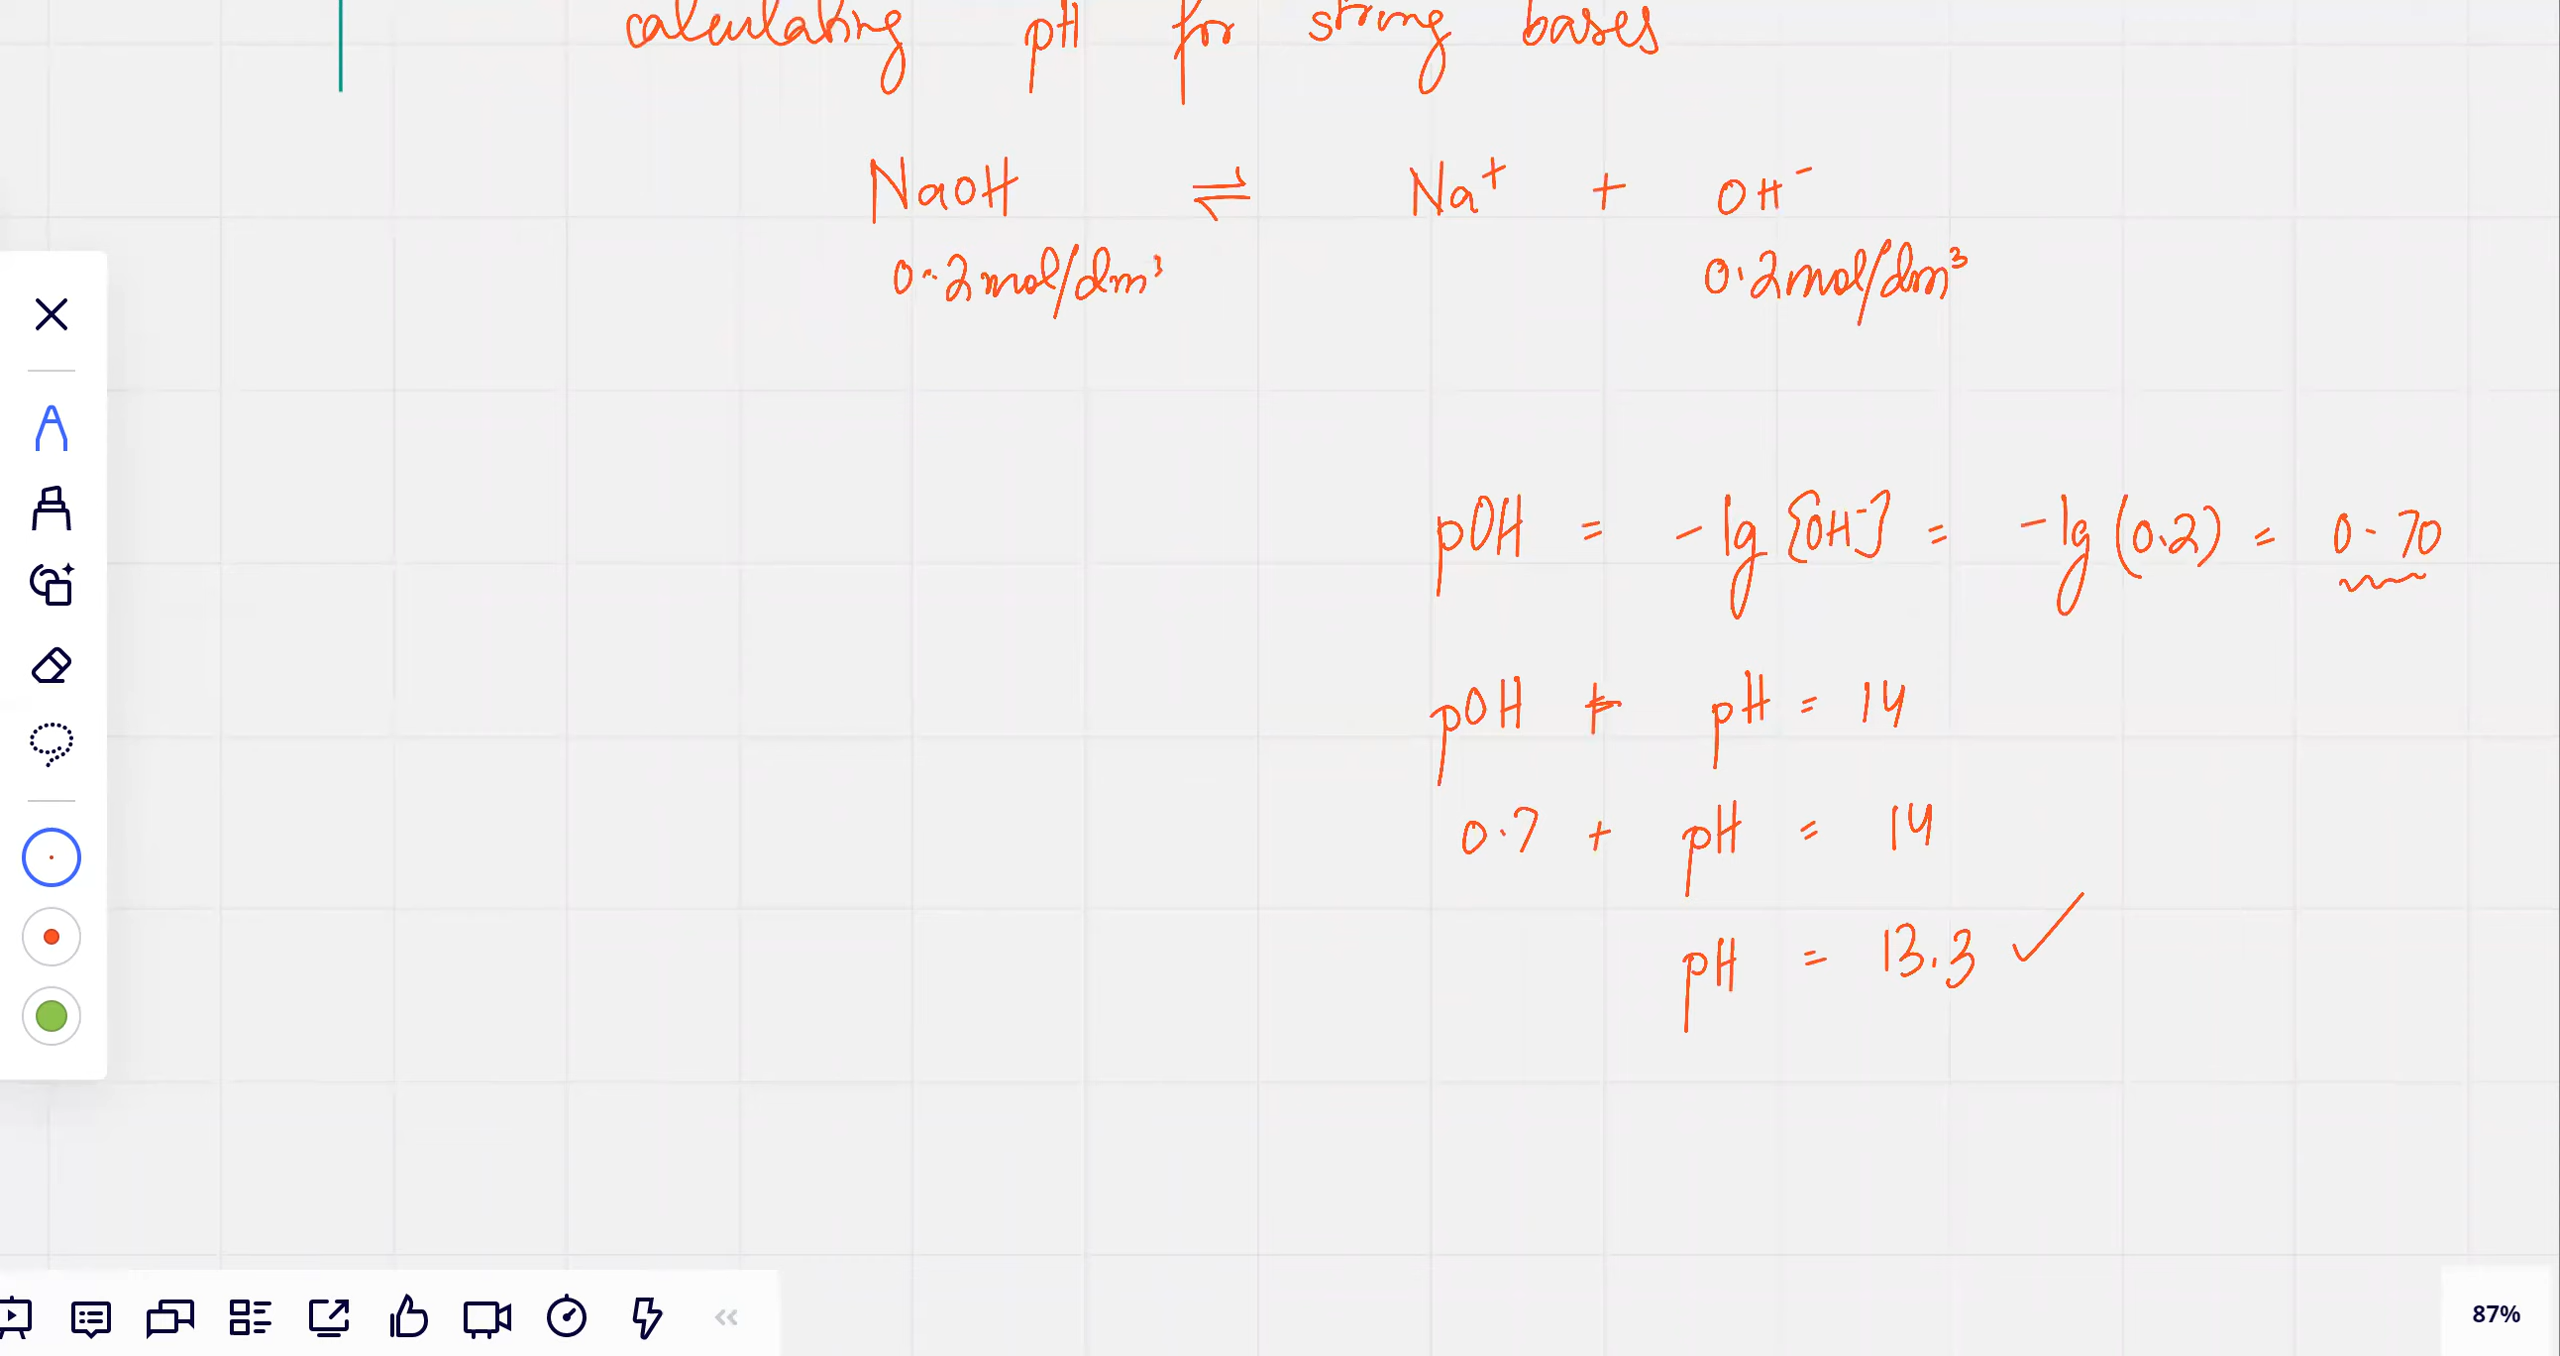 calculating pH for strong bases
NaOH ⇌ Na⁺ + OH⁻
0.2mol/dm³ 0.2mol/dm³
pOH = -lg [OH⁻] = -lg (0.2) = 0.70
pOH + pH = 14
0.7 + pH = 14
pH = 13.3 ✓
87%